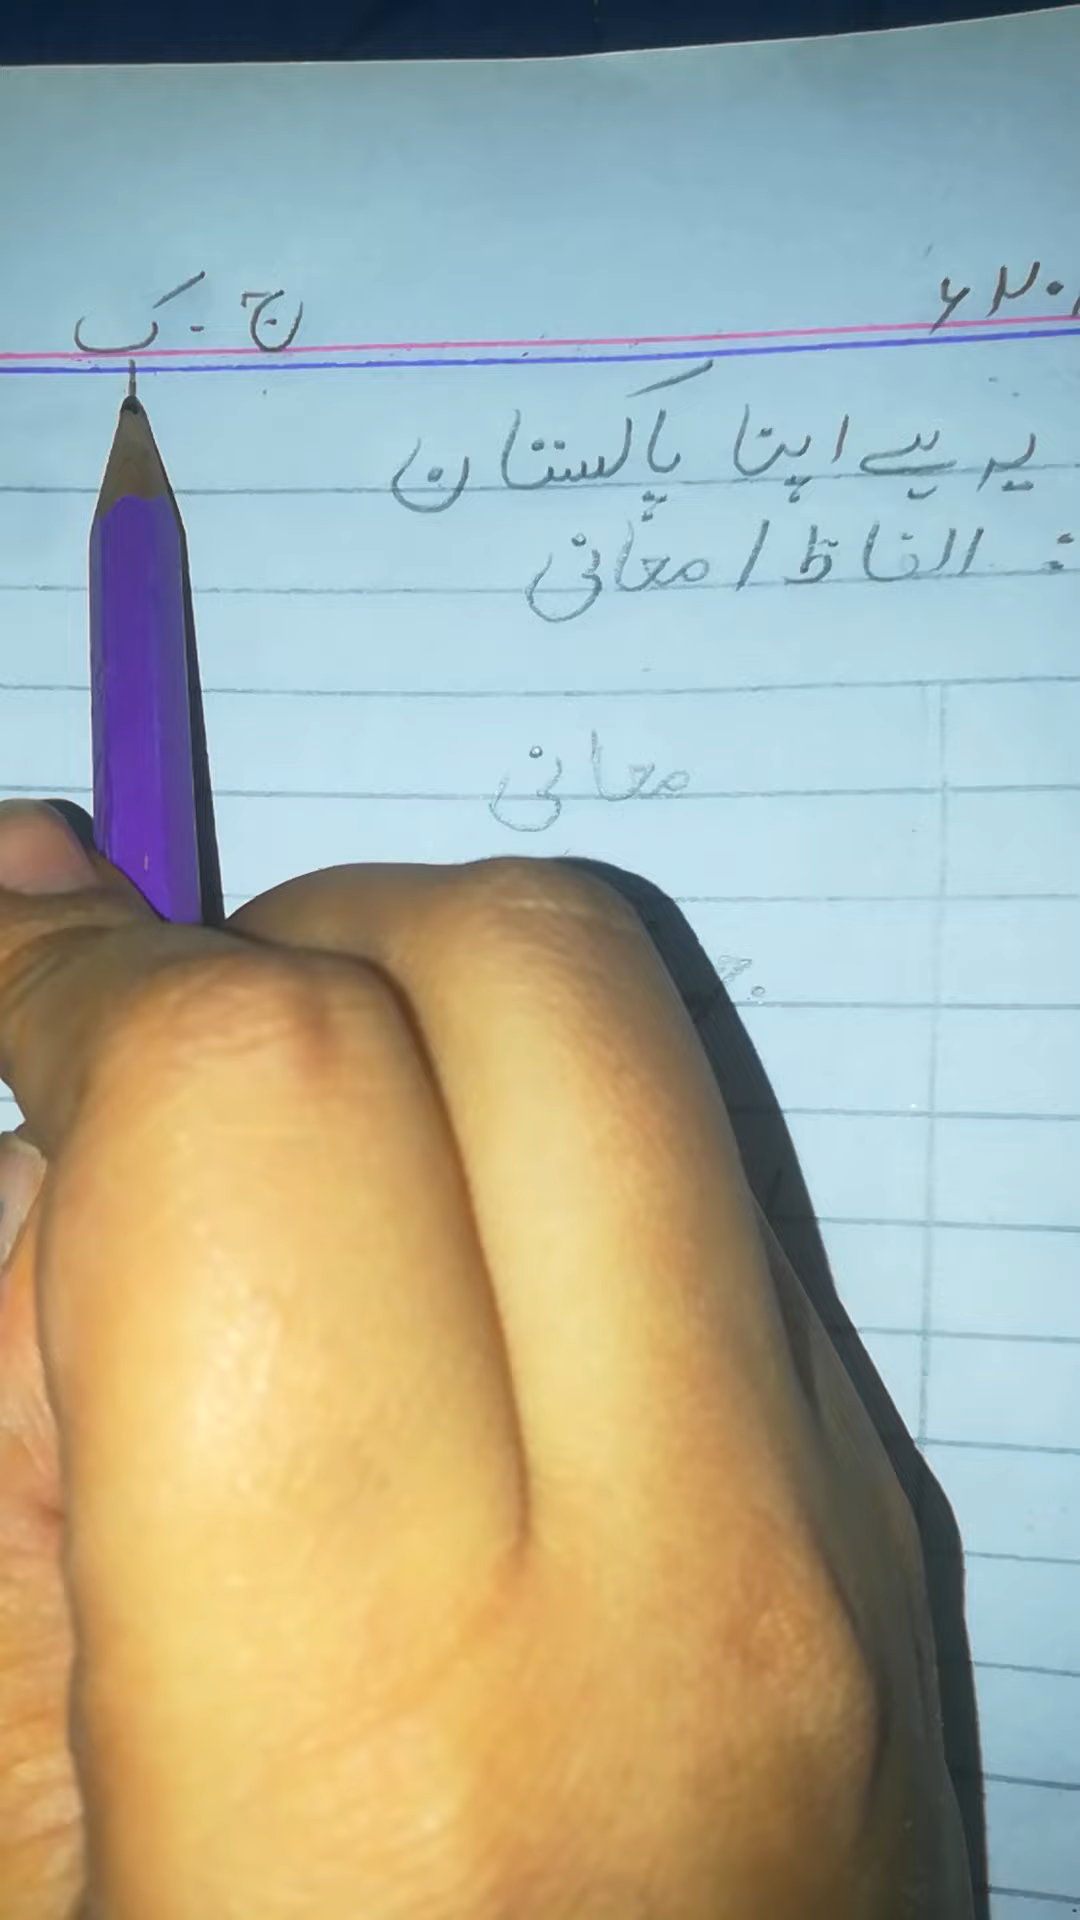 ج۔ک
یہ ہے اپنا پاکستان
الفاظ / معانی
معانی